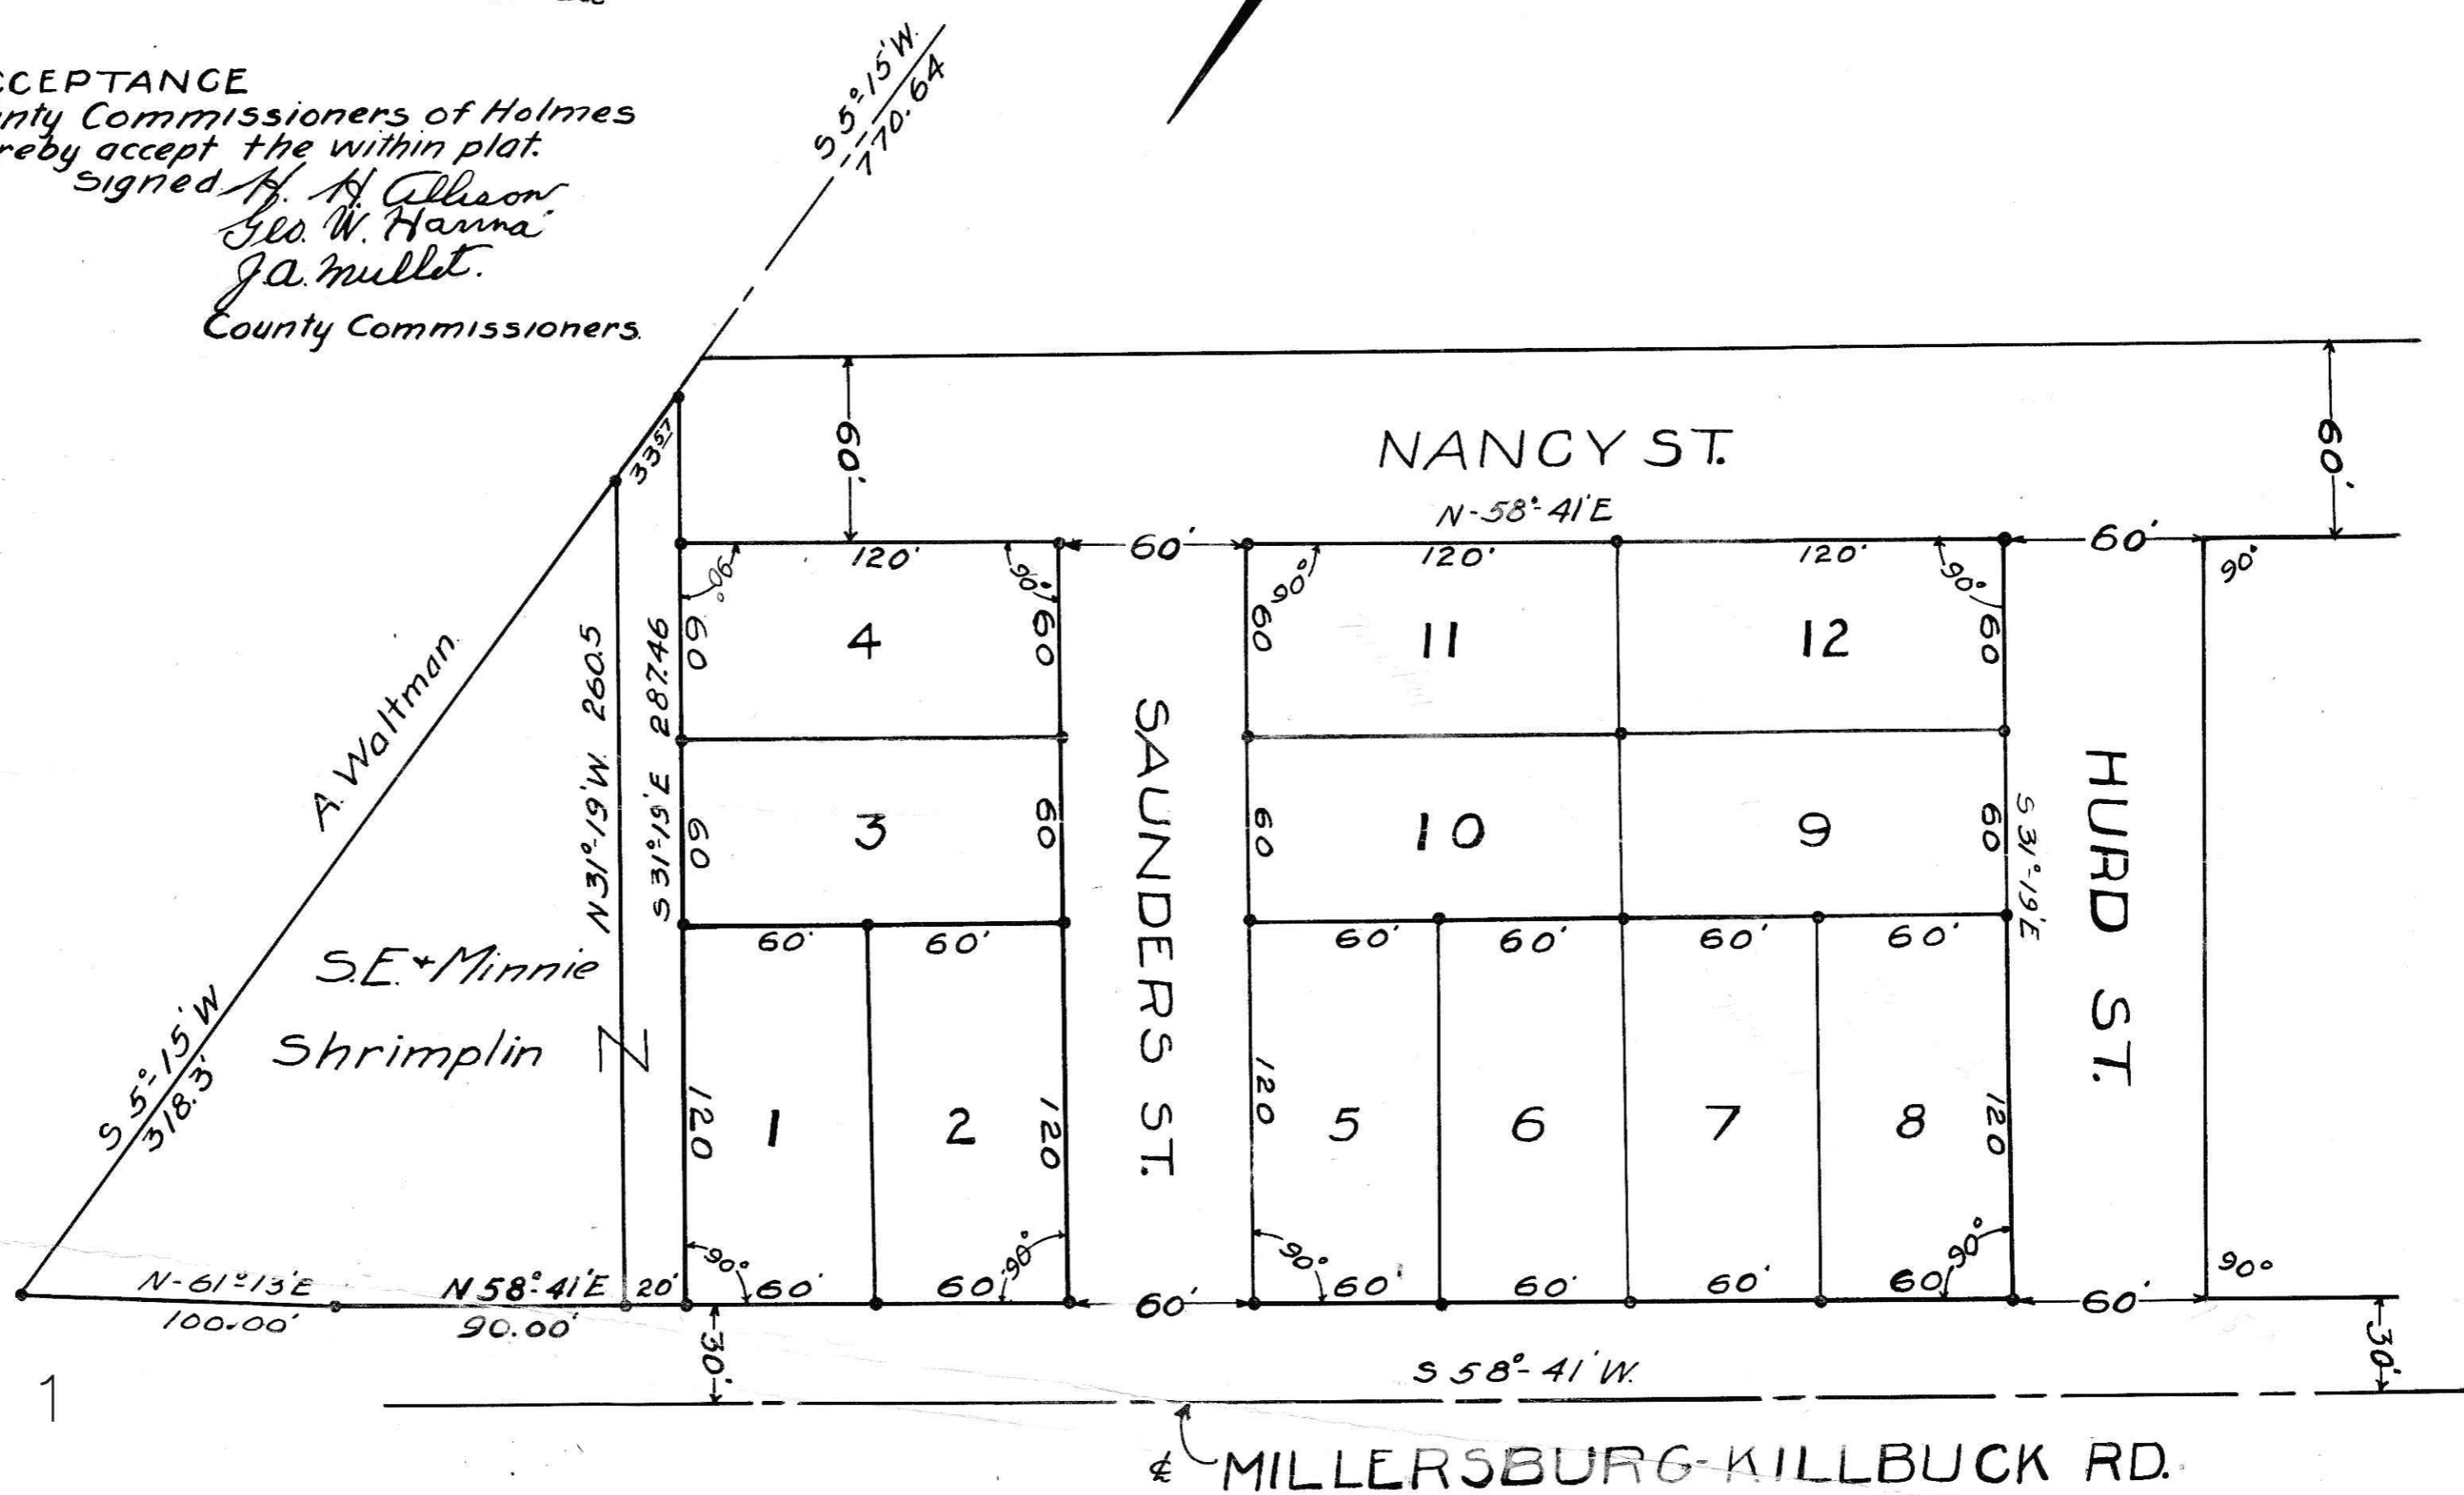 CCEPTANCE
nty Commissioners of Holmes
reby accept the within plat.
Signed H. H Allison
Geo. W. Hanna
J.A. Mullet.
County Commissioners.
S 5°-15' W.
1770.64
33.57
60'
NANCY ST.
60'
N-58°-41'E
120'
60'
120'
120'
60'
90°
90°
90°
90°
90°
60
4
60
60
11
12
60
N 31°-19' W. 260.5
S 31°-19' E 287.46
A. Waltman
60
3
60
SAUNDERS ST.
60
10
9
60
S 31°-19' E
HURD ST.
60'
60'
60'
60'
60'
60'
S.E. + Minnie
Shrimplin
Z
S 5°-15' W
318.3'
120
1
2
120
120
5
6
7
8
120
90°
90°
90°
90°
90°
N-61°-13'E
100.00'
N 58°-41'E
90.00'
20'
60'
60'
60'
60'
60'
60'
60'
60'
30'
30'
S 58°-41' W.
1
℄ MILLERSBURG-KILLBUCK RD.